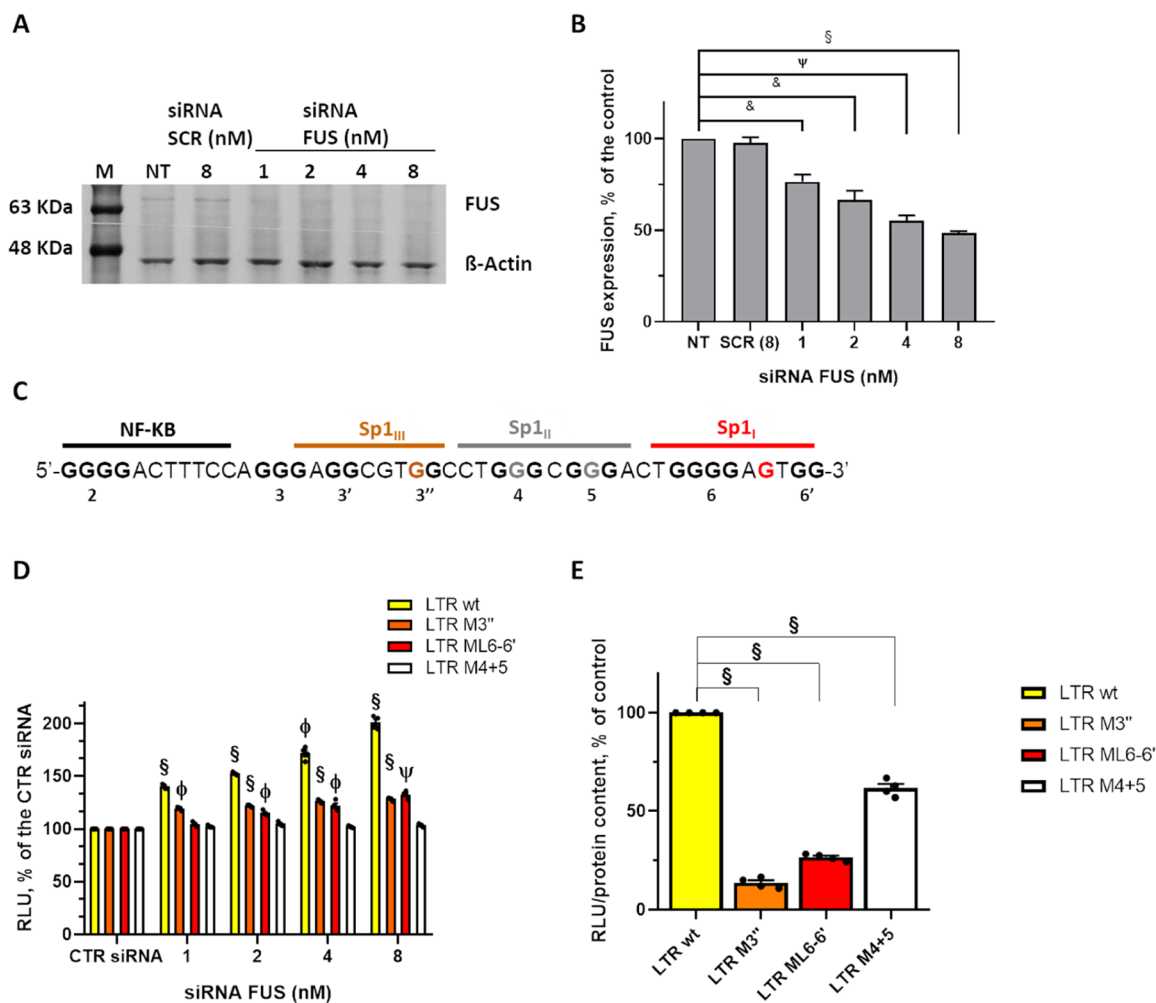 A
siRNA SCR (nM)
siRNA FUS (nM)
M NT 8 1 2 4 8
63 KDa
48 KDa
FUS
ß-Actin
B
§
Ψ
&
&
FUS expression, % of the control
100
50
0
NT SCR (8) 1 2 4 8
siRNA FUS (nM)
C
NF-KB Sp1III Sp1II Sp1I
5'-GGGGACTTTCCAGGGAGGCGTGGCCTGGGCGGGACTGGGGAGTGG-3'
2 3 3' 3'' 4 5 6 6'
D
LTR wt
LTR M3''
LTR ML6-6'
LTR M4+5
RLU, % of the CTR siRNA
200
150
100
50
0
§ ϕ
§ § ϕ
ϕ § ϕ
§ § ψ
CTR siRNA 1 2 4 8
siRNA FUS (nM)
E
§
§
§
RLU/protein content, % of control
100
50
0
LTR wt
LTR M3''
LTR ML6-6'
LTR M4+5
LTR wt
LTR M3''
LTR ML6-6'
LTR M4+5